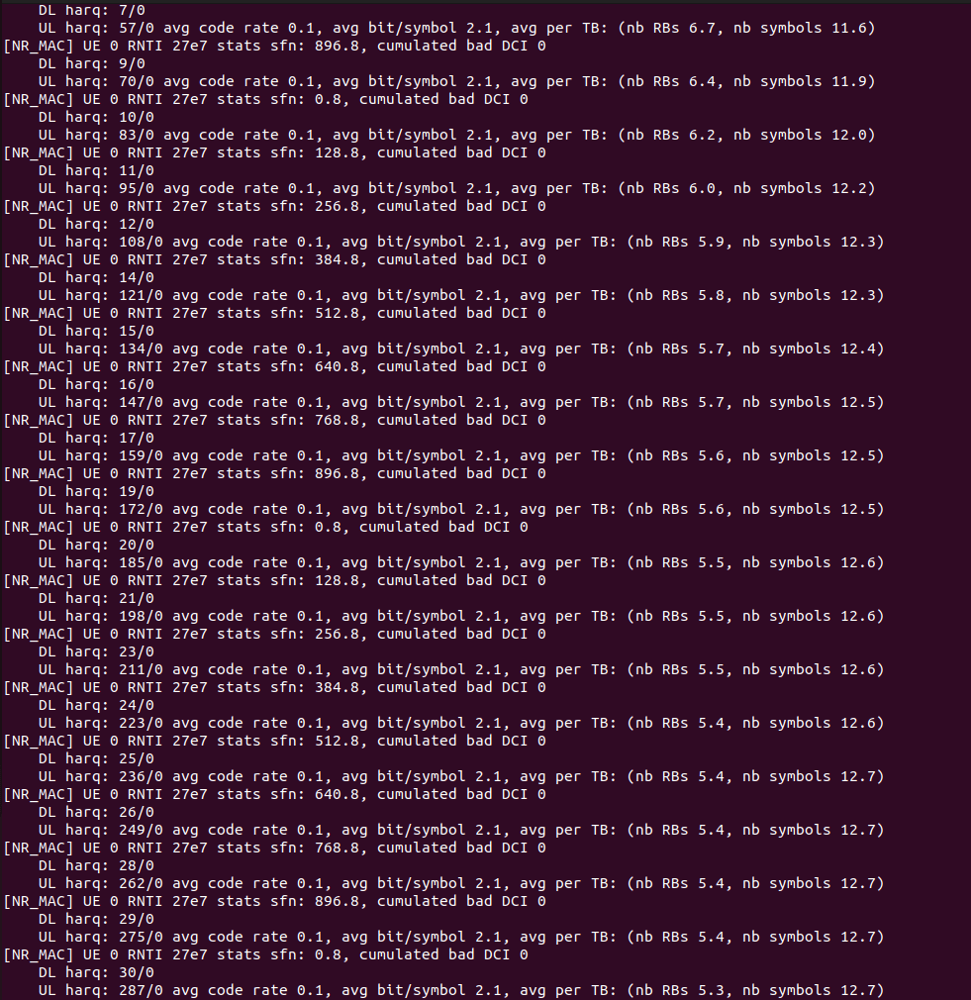 DL harq: 7/0
UL harq: 57/0 avg code rate 0.1, avg bit/symbol 2.1, avg per TB: (nb RBs 6.7, nb symbols 11.6)
[NR_MAC] UE 0 RNTI 27e7 stats sfn: 896.8, cumulated bad DCI 0
DL harq: 9/0
UL harq: 70/0 avg code rate 0.1, avg bit/symbol 2.1, avg per TB: (nb RBs 6.4, nb symbols 11.9)
[NR_MAC] UE 0 RNTI 27e7 stats sfn: 0.8, cumulated bad DCI 0
DL harq: 10/0
UL harq: 83/0 avg code rate 0.1, avg bit/symbol 2.1, avg per TB: (nb RBs 6.2, nb symbols 12.0)
[NR_MAC] UE 0 RNTI 27e7 stats sfn: 128.8, cumulated bad DCI 0
DL harq: 11/0
UL harq: 95/0 avg code rate 0.1, avg bit/symbol 2.1, avg per TB: (nb RBs 6.0, nb symbols 12.2)
[NR_MAC] UE 0 RNTI 27e7 stats sfn: 256.8, cumulated bad DCI 0
DL harq: 12/0
UL harq: 108/0 avg code rate 0.1, avg bit/symbol 2.1, avg per TB: (nb RBs 5.9, nb symbols 12.3)
[NR_MAC] UE 0 RNTI 27e7 stats sfn: 384.8, cumulated bad DCI 0
DL harq: 14/0
UL harq: 121/0 avg code rate 0.1, avg bit/symbol 2.1, avg per TB: (nb RBs 5.8, nb symbols 12.3)
[NR_MAC] UE 0 RNTI 27e7 stats sfn: 512.8, cumulated bad DCI 0
DL harq: 15/0
UL harq: 134/0 avg code rate 0.1, avg bit/symbol 2.1, avg per TB: (nb RBs 5.7, nb symbols 12.4)
[NR_MAC] UE 0 RNTI 27e7 stats sfn: 640.8, cumulated bad DCI 0
DL harq: 16/0
UL harq: 147/0 avg code rate 0.1, avg bit/symbol 2.1, avg per TB: (nb RBs 5.7, nb symbols 12.5)
[NR_MAC] UE 0 RNTI 27e7 stats sfn: 768.8, cumulated bad DCI 0
DL harq: 17/0
UL harq: 159/0 avg code rate 0.1, avg bit/symbol 2.1, avg per TB: (nb RBs 5.6, nb symbols 12.5)
[NR_MAC] UE 0 RNTI 27e7 stats sfn: 896.8, cumulated bad DCI 0
DL harq: 19/0
UL harq: 172/0 avg code rate 0.1, avg bit/symbol 2.1, avg per TB: (nb RBs 5.6, nb symbols 12.5)
[NR_MAC] UE 0 RNTI 27e7 stats sfn: 0.8, cumulated bad DCI 0
DL harq: 20/0
UL harq: 185/0 avg code rate 0.1, avg bit/symbol 2.1, avg per TB: (nb RBs 5.5, nb symbols 12.6)
[NR_MAC] UE 0 RNTI 27e7 stats sfn: 128.8, cumulated bad DCI 0
DL harq: 21/0
UL harq: 198/0 avg code rate 0.1, avg bit/symbol 2.1, avg per TB: (nb RBs 5.5, nb symbols 12.6)
[NR_MAC] UE 0 RNTI 27e7 stats sfn: 256.8, cumulated bad DCI 0
DL harq: 23/0
UL harq: 211/0 avg code rate 0.1, avg bit/symbol 2.1, avg per TB: (nb RBs 5.5, nb symbols 12.6)
[NR_MAC] UE 0 RNTI 27e7 stats sfn: 384.8, cumulated bad DCI 0
DL harq: 24/0
UL harq: 223/0 avg code rate 0.1, avg bit/symbol 2.1, avg per TB: (nb RBs 5.4, nb symbols 12.6)
[NR_MAC] UE 0 RNTI 27e7 stats sfn: 512.8, cumulated bad DCI 0
DL harq: 25/0
UL harq: 236/0 avg code rate 0.1, avg bit/symbol 2.1, avg per TB: (nb RBs 5.4, nb symbols 12.7)
[NR_MAC] UE 0 RNTI 27e7 stats sfn: 640.8, cumulated bad DCI 0
DL harq: 26/0
UL harq: 249/0 avg code rate 0.1, avg bit/symbol 2.1, avg per TB: (nb RBs 5.4, nb symbols 12.7)
[NR_MAC] UE 0 RNTI 27e7 stats sfn: 768.8, cumulated bad DCI 0
DL harq: 28/0
UL harq: 262/0 avg code rate 0.1, avg bit/symbol 2.1, avg per TB: (nb RBs 5.4, nb symbols 12.7)
[NR_MAC] UE 0 RNTI 27e7 stats sfn: 896.8, cumulated bad DCI 0
DL harq: 29/0
UL harq: 275/0 avg code rate 0.1, avg bit/symbol 2.1, avg per TB: (nb RBs 5.4, nb symbols 12.7)
[NR_MAC] UE 0 RNTI 27e7 stats sfn: 0.8, cumulated bad DCI 0
DL harq: 30/0
UL harq: 287/0 avg code rate 0.1, avg bit/symbol 2.1, avg per TB: (nb RBs 5.3, nb symbols 12.7)